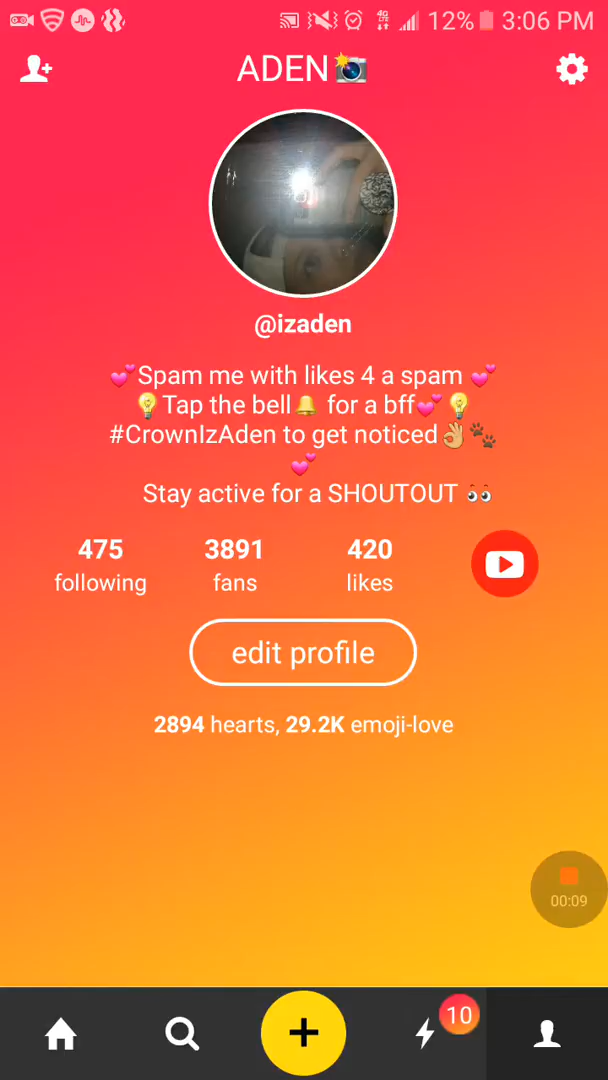 4G 12% 3:06 PM
ADEN📸
@izaden
💕Spam me with likes 4 a spam 💕
💡Tap the bell🔔 for a bff💕💡
#CrownIzAden to get noticed👌🏼🐾
💕
Stay active for a SHOUTOUT 👀
475 3891 420
following fans likes
edit profile
2894 hearts, 29.2K emoji-love
00:09
10